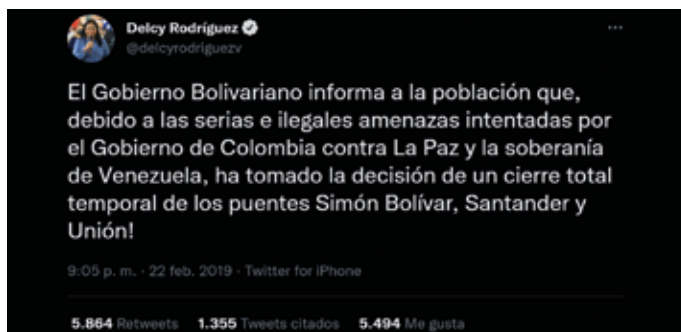 Delcy Rodríguez
@delcyrodriguezv
El Gobierno Bolivariano informa a la población que,
debido a las serias e ilegales amenazas intentadas por
el Gobierno de Colombia contra La Paz y la soberanía
de Venezuela, ha tomado la decisión de un cierre total
temporal de los puentes Simón Bolívar, Santander y
Unión!
9:05 p. m. · 22 feb. 2019 · Twitter for iPhone
5.864 Retweets 1.355 Tweets citados 5.494 Me gusta